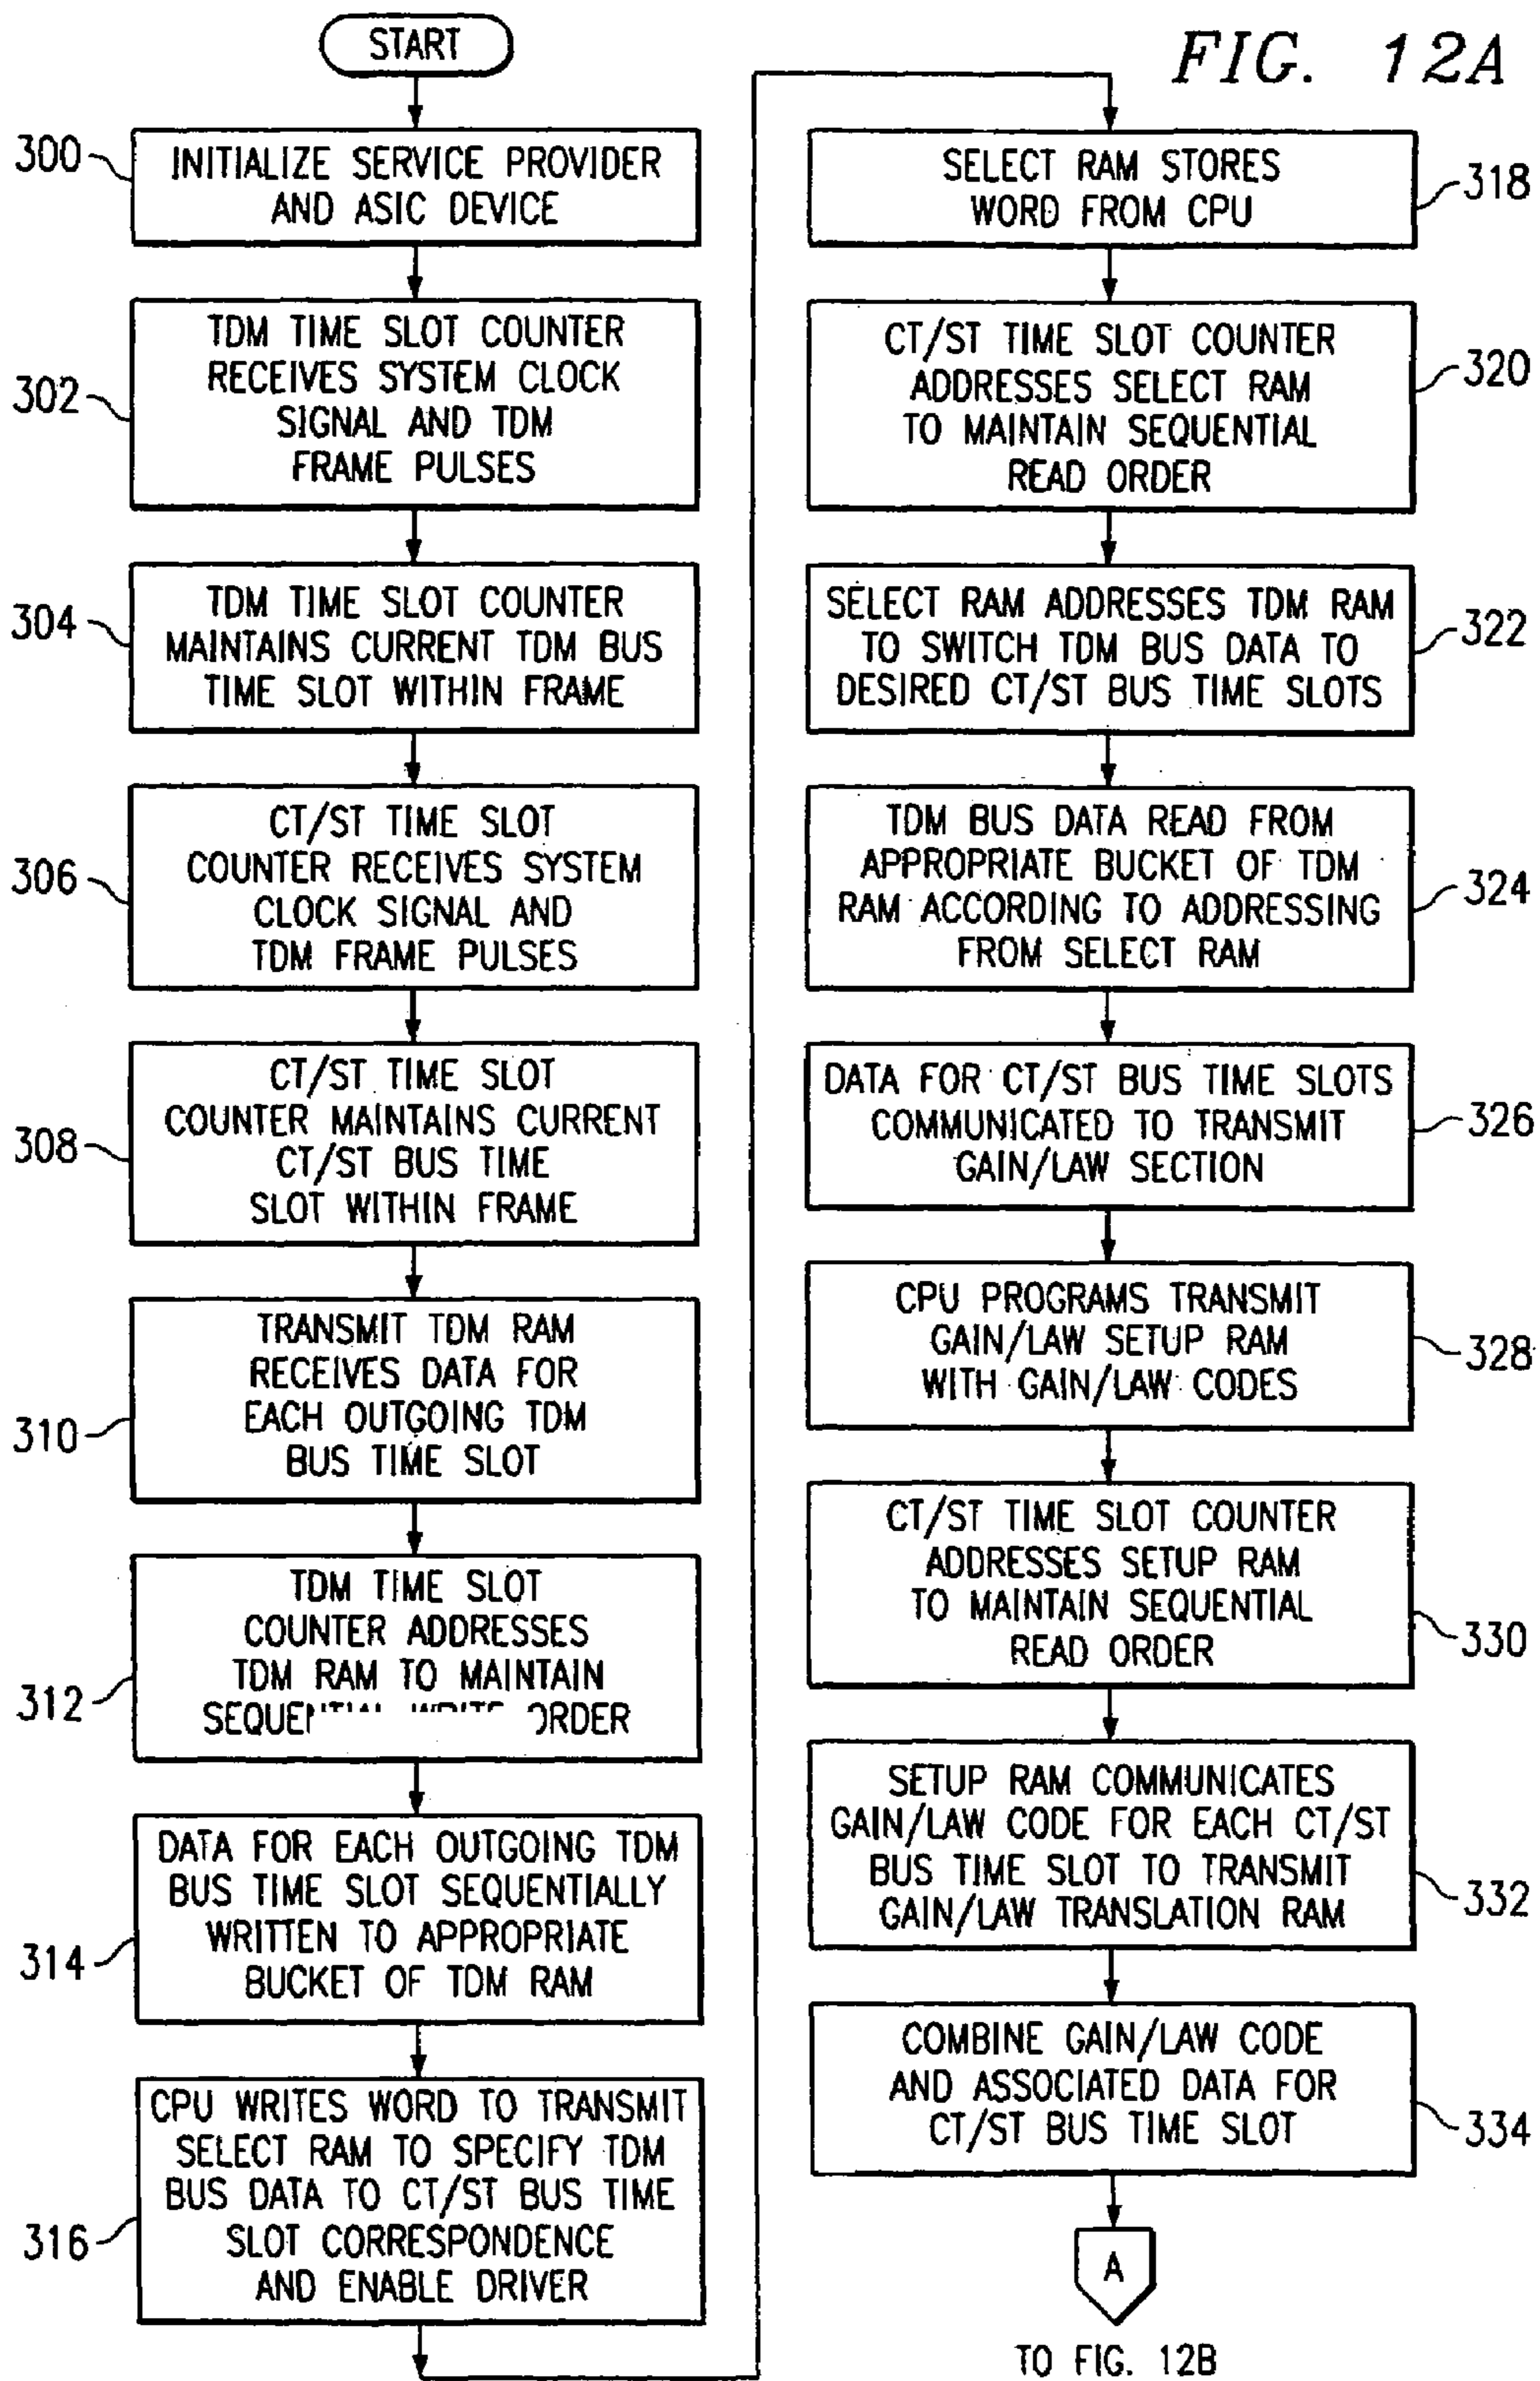 FIG. 12A
START
300
INITIALIZE SERVICE PROVIDER
AND ASIC DEVICE
302
TDM TIME SLOT COUNTER
RECEIVES SYSTEM CLOCK
SIGNAL AND TDM
FRAME PULSES
304
TDM TIME SLOT COUNTER
MAINTAINS CURRENT TDM BUS
TIME SLOT WITHIN FRAME
306
CT/ST TIME SLOT
COUNTER RECEIVES SYSTEM
CLOCK SIGNAL AND
TDM FRAME PULSES
308
CT/ST TIME SLOT
COUNTER MAINTAINS CURRENT
CT/ST BUS TIME
SLOT WITHIN FRAME
310
TRANSMIT TDM RAM
RECEIVES DATA FOR
EACH OUTGOING TDM
BUS TIME SLOT
312
TDM TIME SLOT
COUNTER ADDRESSES
TDM RAM TO MAINTAIN
ORDER
314
DATA FOR EACH OUTGOING TDM
BUS TIME SLOT SEQUENTIALLY
WRITTEN TO APPROPRIATE
BUCKET OF TDM RAM
316
CPU WRITES WORD TO TRANSMIT
SELECT RAM TO SPECIFY TDM
BUS DATA TO CT/ST BUS TIME
SLOT CORRESPONDENCE
AND ENABLE DRIVER
318
SELECT RAM STORES
WORD FROM CPU
320
CT/ST TIME SLOT COUNTER
ADDRESSES SELECT RAM
TO MAINTAIN SEQUENTIAL
READ ORDER
322
SELECT RAM ADDRESSES TDM RAM
TO SWITCH TDM BUS DATA TO
DESIRED CT/ST BUS TIME SLOTS
324
TDM BUS DATA READ FROM
APPROPRIATE BUCKET OF TDM
RAM ACCORDING TO ADDRESSING
FROM SELECT RAM
326
DATA FOR CT/ST BUS TIME SLOTS
COMMUNICATED TO TRANSMIT
GAIN/LAW SECTION
328
CPU PROGRAMS TRANSMIT
GAIN/LAW SETUP RAM
WITH GAIN/LAW CODES
330
CT/ST TIME SLOT COUNTER
ADDRESSES SETUP RAM
TO MAINTAIN SEQUENTIAL
READ ORDER
332
SETUP RAM COMMUNICATES
GAIN/LAW CODE FOR EACH CT/ST
BUS TIME SLOT TO TRANSMIT
GAIN/LAW TRANSLATION RAM
334
COMBINE GAIN/LAW CODE
AND ASSOCIATED DATA FOR
CT/ST BUS TIME SLOT
A
TO FIG. 12B